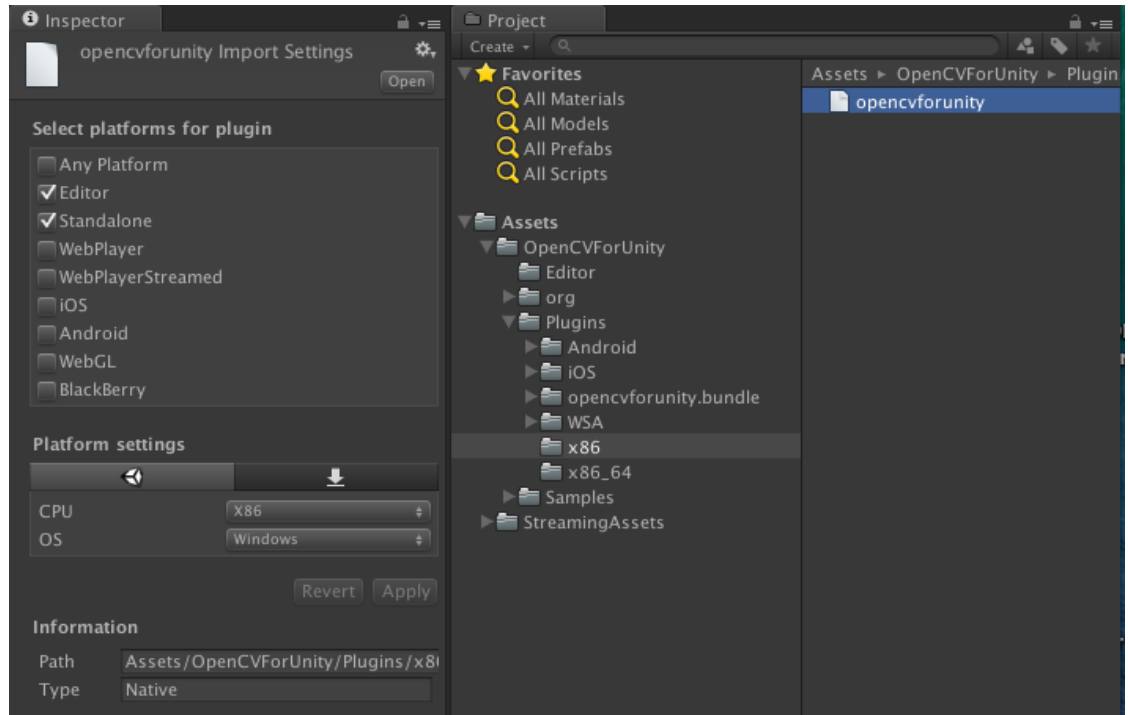 Inspector
opencvforunity Import Settings
Open
Select platforms for plugin
Any Platform
Editor
Standalone
WebPlayer
WebPlayerStreamed
iOS
Android
WebGL
BlackBerry
Platform settings
CPU X86
OS Windows
Revert Apply
Information
Path Assets/OpenCVForUnity/Plugins/x8
Type Native
Project
Create
Favorites
All Materials
All Models
All Prefabs
All Scripts
Assets
OpenCVForUnity
Editor
org
Plugins
Android
iOS
opencvforunity.bundle
WSA
x86
x86_64
Samples
StreamingAssets
Assets OpenCVForUnity Plugin
opencvforunity